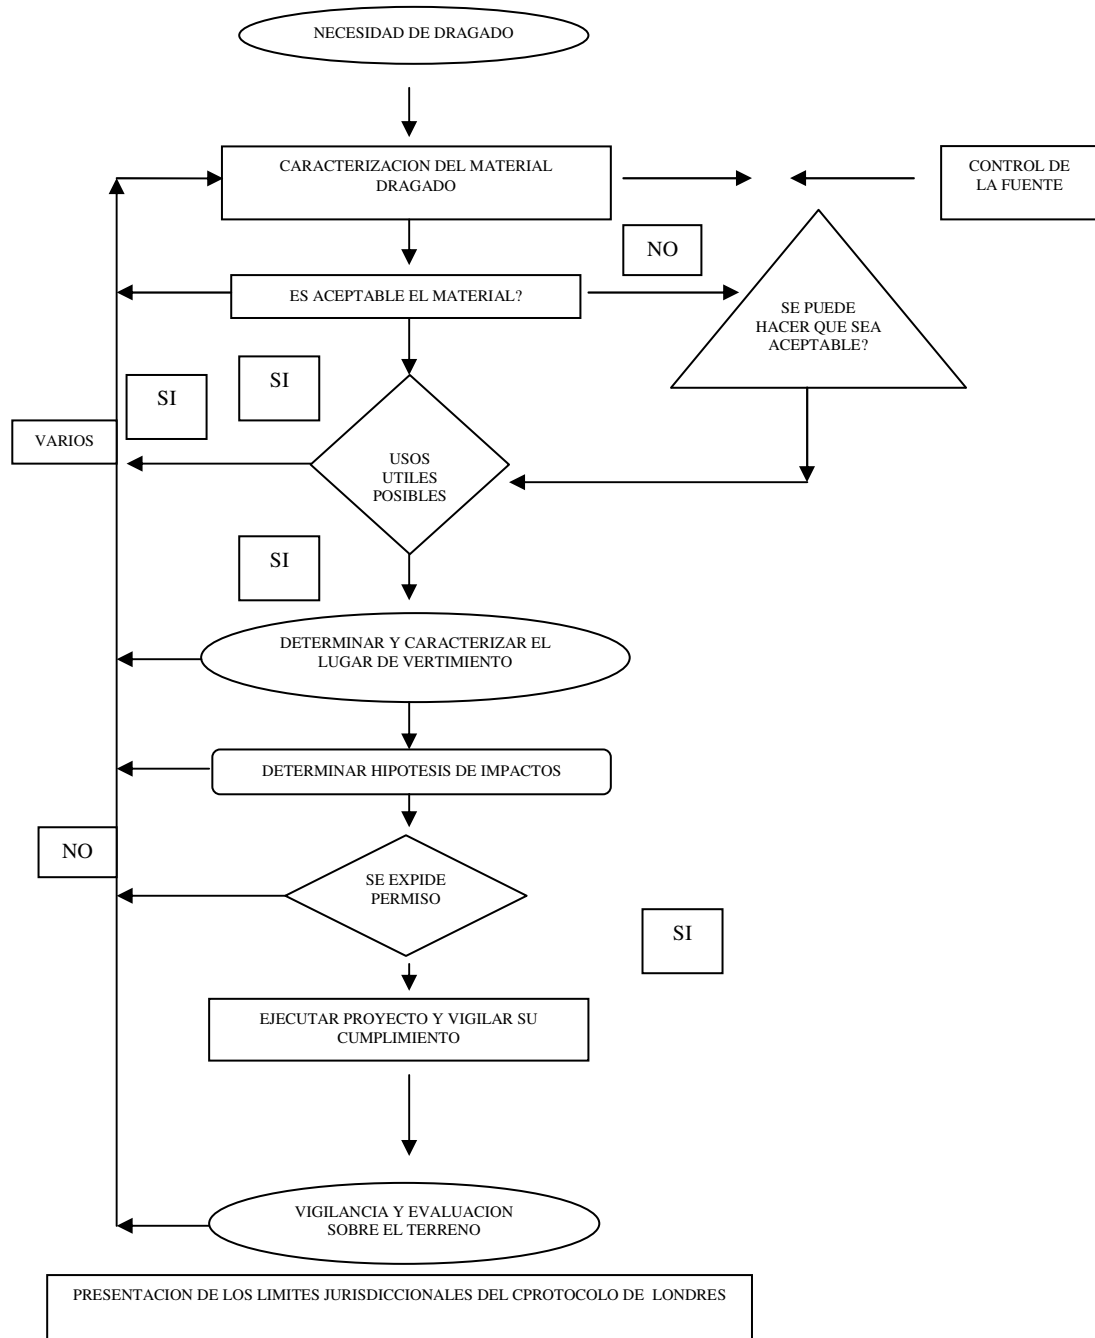 NECESIDAD DE DRAGADO
CARACTERIZACION DEL MATERIAL
DRAGADO
CONTROL DE
LA FUENTE
NO
ES ACEPTABLE EL MATERIAL?
SE PUEDE
HACER QUE SEA
ACEPTABLE?
SI
SI
VARIOS
USOS
UTILES
POSIBLES
SI
DETERMINAR Y CARACTERIZAR EL
LUGAR DE VERTIMIENTO
DETERMINAR HIPOTESIS DE IMPACTOS
NO
SE EXPIDE
PERMISO
SI
EJECUTAR PROYECTO Y VIGILAR SU
CUMPLIMIENTO
VIGILANCIA Y EVALUACION
SOBRE EL TERRENO
PRESENTACION DE LOS LIMITES JURISDICCIONALES DEL CPROTOCOLO DE LONDRES